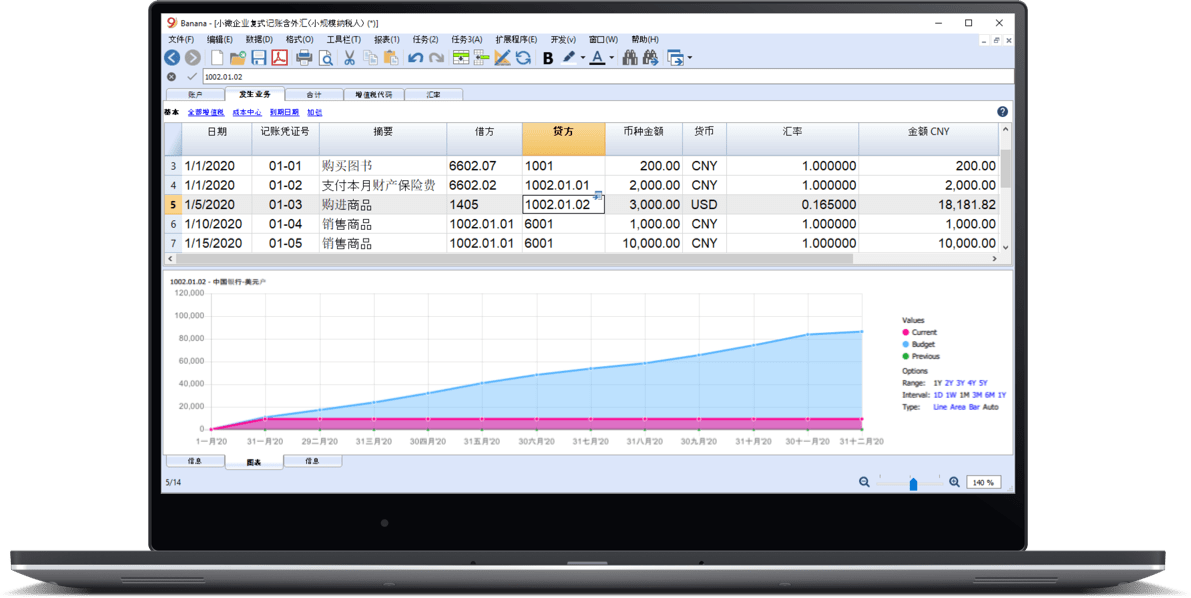 Banana - [小微企业复式记账含外汇(小规模纳税人) (*)]
文件(F) 编辑(E) 数据(D) 格式(O) 工具栏(T) 报表(1) 任务(2) 任务3(A) 扩展程序(E) 开发(v) 窗口(W) 帮助(H)
B A
1002.01.02
账户 发生业务 合计 增值税代码 汇率
基本 全部增值税 成本中心 到期日期 加总
日期 记账凭证号 摘要 借方 贷方 币种金额 货币 汇率 金额 CNY
3 1/1/2020 01-01 购买图书 6602.07 1001 200.00 CNY 1.000000 200.00
4 1/1/2020 01-02 支付本月财产保险费 6602.02 1002.01.01 2,000.00 CNY 1.000000 2,000.00
5 1/5/2020 01-03 购进商品 1405 1002.01.02 3,000.00 USD 0.165000 18,181.82
6 1/10/2020 01-04 销售商品 1002.01.01 6001 1,000.00 CNY 1.000000 1,000.00
7 1/15/2020 01-05 销售商品 1002.01.01 6001 10,000.00 CNY 1.000000 10,000.00
1002.01.02 - 中国银行-美元户
120,000
100,000
80,000
60,000
40,000
20,000
0
1一月'20 31一月'20 29二月'20 31三月'20 30四月'20 31五月'20 30六月'20 31七月'20 31八月'20 30九月'20 31十月'20 30十一月'20 31十二月'20
Values
Current
Budget
Previous
Options
Range: 1Y 2Y 3Y 4Y 5Y
Interval: 1D 1W 1M 3M 6M 1Y
Type: Line Area Bar Auto
信息 图表 信息
5/14 140 %